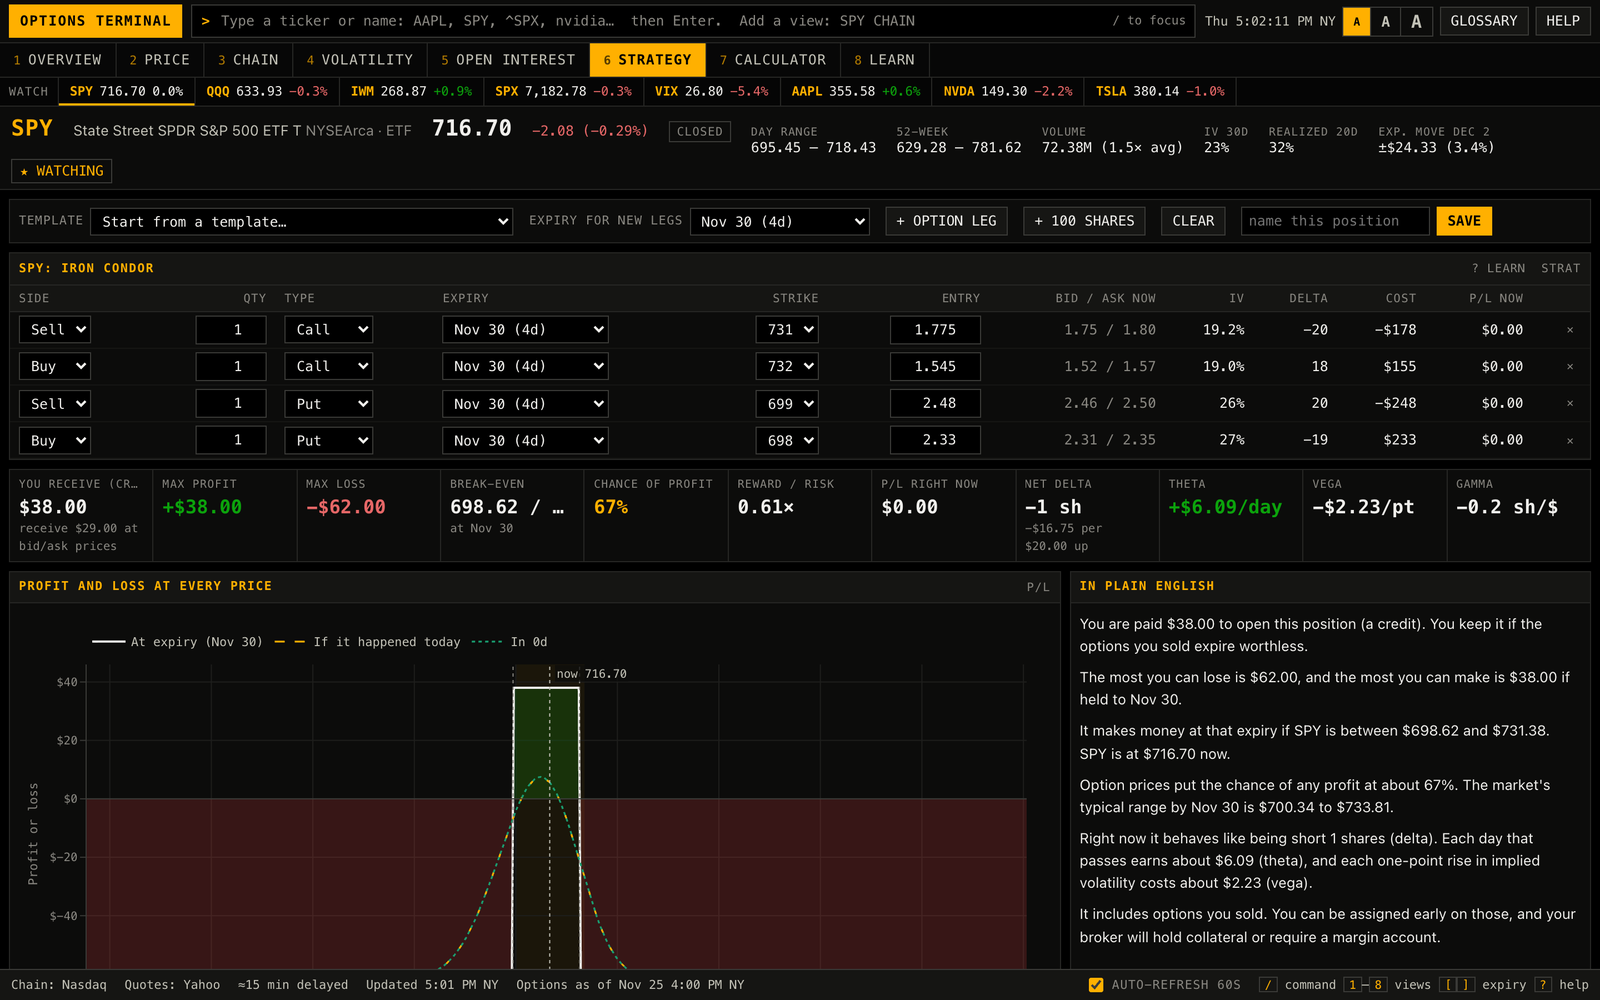 OPTIONS TERMINAL > Type a ticker or name: AAPL, SPY, ^SPX, nvidia… then Enter. Add a view: SPY CHAIN / to focus Thu 5:02:11 PM NY A A A GLOSSARY HELP
1 OVERVIEW 2 PRICE 3 CHAIN 4 VOLATILITY 5 OPEN INTEREST 6 STRATEGY 7 CALCULATOR 8 LEARN
WATCH SPY 716.70 0.0% QQQ 633.93 −0.3% IWM 268.87 +0.9% SPX 7,182.78 −0.3% VIX 26.80 −5.4% AAPL 355.58 +0.6% NVDA 149.30 −2.2% TSLA 380.14 −1.0%
SPY State Street SPDR S&P 500 ETF T NYSEArca · ETF 716.70 −2.08 (−0.29%) CLOSED
DAY RANGE 52-WEEK VOLUME IV 30D REALIZED 20D EXP. MOVE DEC 2
695.45 – 718.43 629.28 – 781.62 72.38M (1.5× avg) 23% 32% ±$24.33 (3.4%)
★ WATCHING
TEMPLATE Start from a template… EXPIRY FOR NEW LEGS Nov 30 (4d) + OPTION LEG + 100 SHARES CLEAR name this position SAVE
SPY: IRON CONDOR ? LEARN STRAT
SIDE QTY TYPE EXPIRY STRIKE ENTRY BID / ASK NOW IV DELTA COST P/L NOW
Sell 1 Call Nov 30 (4d) 731 1.775 1.75 / 1.80 19.2% −20 −$178 $0.00 ×
Buy 1 Call Nov 30 (4d) 732 1.545 1.52 / 1.57 19.0% 18 $155 $0.00 ×
Sell 1 Put Nov 30 (4d) 699 2.48 2.46 / 2.50 26% 20 −$248 $0.00 ×
Buy 1 Put Nov 30 (4d) 698 2.33 2.31 / 2.35 27% −19 $233 $0.00 ×
YOU RECEIVE (CR… MAX PROFIT MAX LOSS BREAK-EVEN CHANCE OF PROFIT REWARD / RISK P/L RIGHT NOW NET DELTA THETA VEGA GAMMA
$38.00 +$38.00 −$62.00 698.62 / … 67% 0.61× $0.00 −1 sh +$6.09/day −$2.23/pt −0.2 sh/$
receive $29.00 at at Nov 30 −$16.75 per
bid/ask prices $20.00 up
PROFIT AND LOSS AT EVERY PRICE P/L
At expiry (Nov 30) If it happened today In 0d
now 716.70
$40
$20
$0
$−20
$−40
Profit or loss
IN PLAIN ENGLISH
You are paid $38.00 to open this position (a credit). You keep it if the
options you sold expire worthless.
The most you can lose is $62.00, and the most you can make is $38.00 if
held to Nov 30.
It makes money at that expiry if SPY is between $698.62 and $731.38.
SPY is at $716.70 now.
Option prices put the chance of any profit at about 67%. The market's
typical range by Nov 30 is $700.34 to $733.81.
Right now it behaves like being short 1 shares (delta). Each day that
passes earns about $6.09 (theta), and each one-point rise in implied
volatility costs about $2.23 (vega).
It includes options you sold. You can be assigned early on those, and your
broker will hold collateral or require a margin account.
Chain: Nasdaq Quotes: Yahoo ≈15 min delayed Updated 5:01 PM NY Options as of Nov 25 4:00 PM NY AUTO-REFRESH 60S / command 1–8 views [ ] expiry ? help